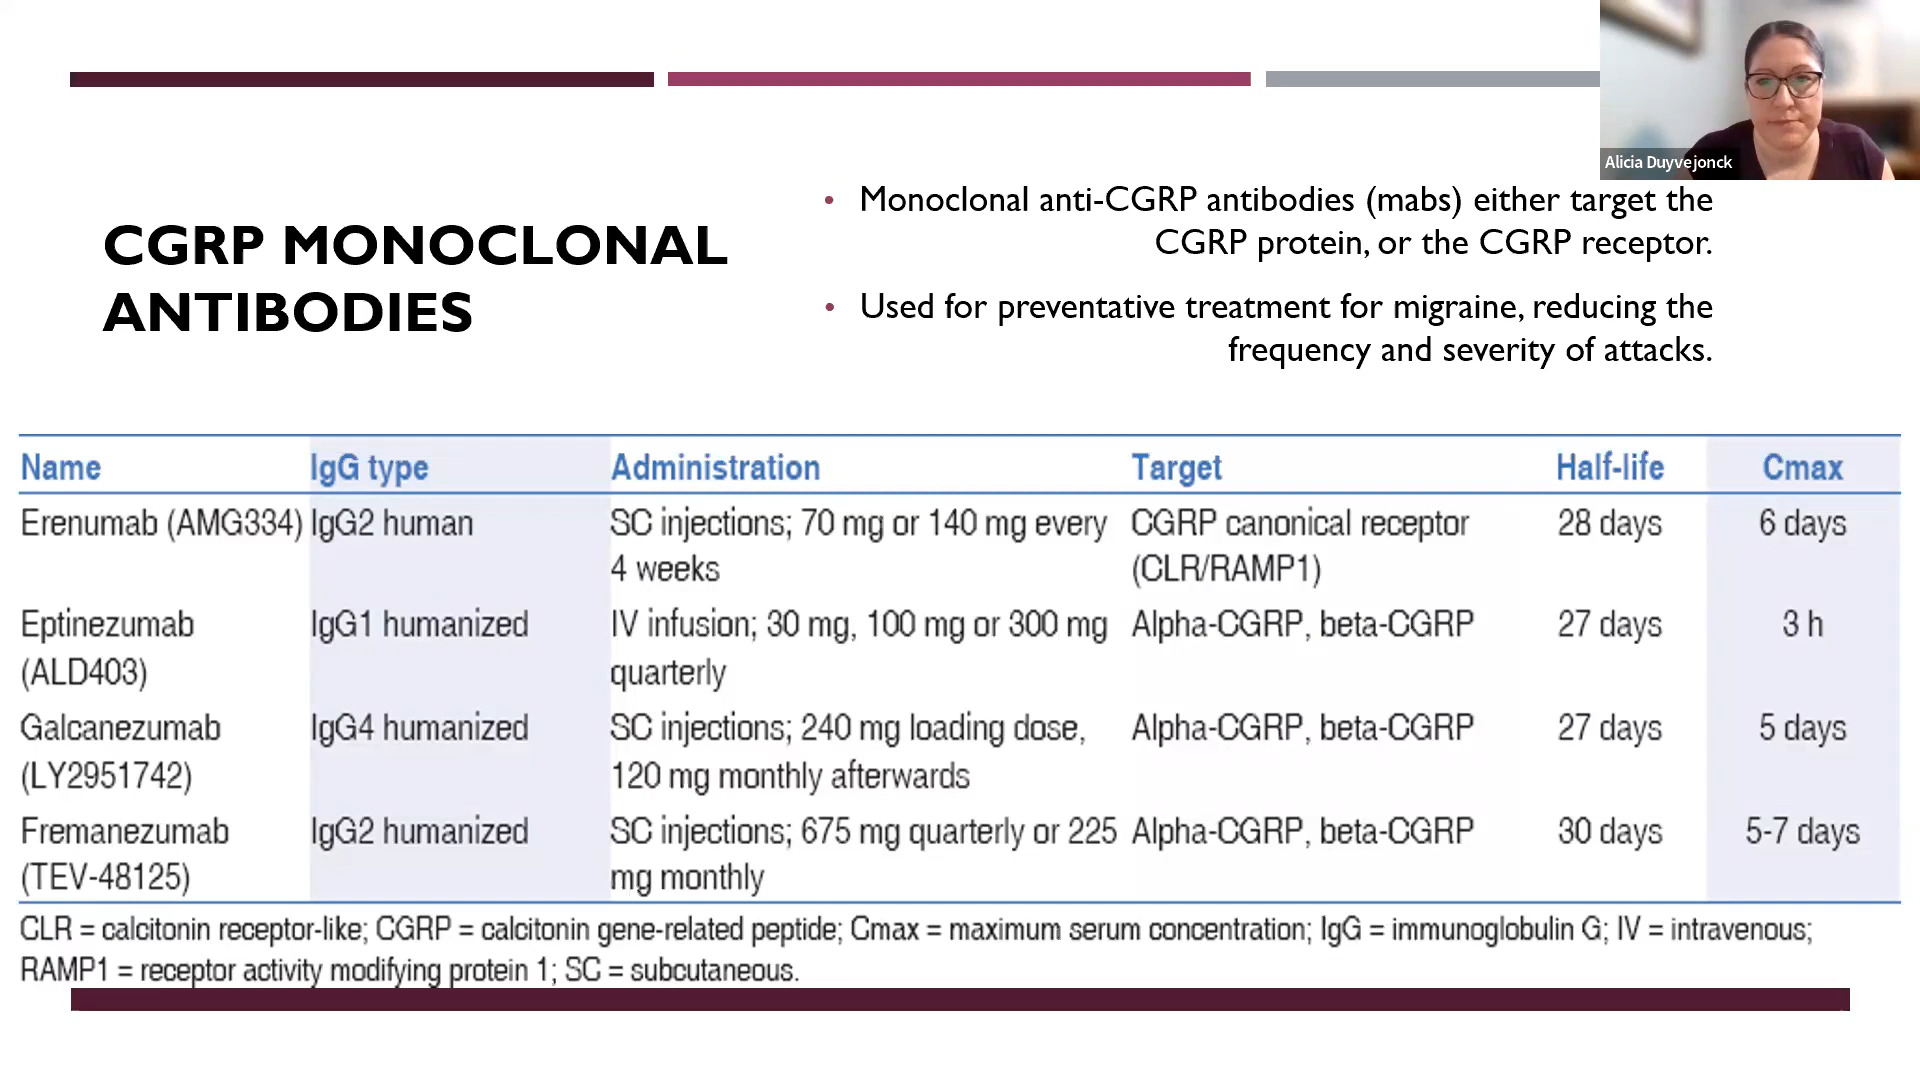 Alicia Duyvejonck
CGRP MONOCLONAL
ANTIBODIES
• Monoclonal anti-CGRP antibodies (mabs) either target the
CGRP protein, or the CGRP receptor.
• Used for preventative treatment for migraine, reducing the
frequency and severity of attacks.
Name IgG type Administration Target Half-life Cmax
Erenumab (AMG334) IgG2 human SC injections; 70 mg or 140 mg every CGRP canonical receptor 28 days 6 days
4 weeks (CLR/RAMP1)
Eptinezumab IgG1 humanized IV infusion; 30 mg, 100 mg or 300 mg Alpha-CGRP, beta-CGRP 27 days 3 h
(ALD403) quarterly
Galcanezumab IgG4 humanized SC injections; 240 mg loading dose, Alpha-CGRP, beta-CGRP 27 days 5 days
(LY2951742) 120 mg monthly afterwards
Fremanezumab IgG2 humanized SC injections; 675 mg quarterly or 225 Alpha-CGRP, beta-CGRP 30 days 5-7 days
(TEV-48125) mg monthly
CLR = calcitonin receptor-like; CGRP = calcitonin gene-related peptide; Cmax = maximum serum concentration; IgG = immunoglobulin G; IV = intravenous;
RAMP1 = receptor activity modifying protein 1; SC = subcutaneous.